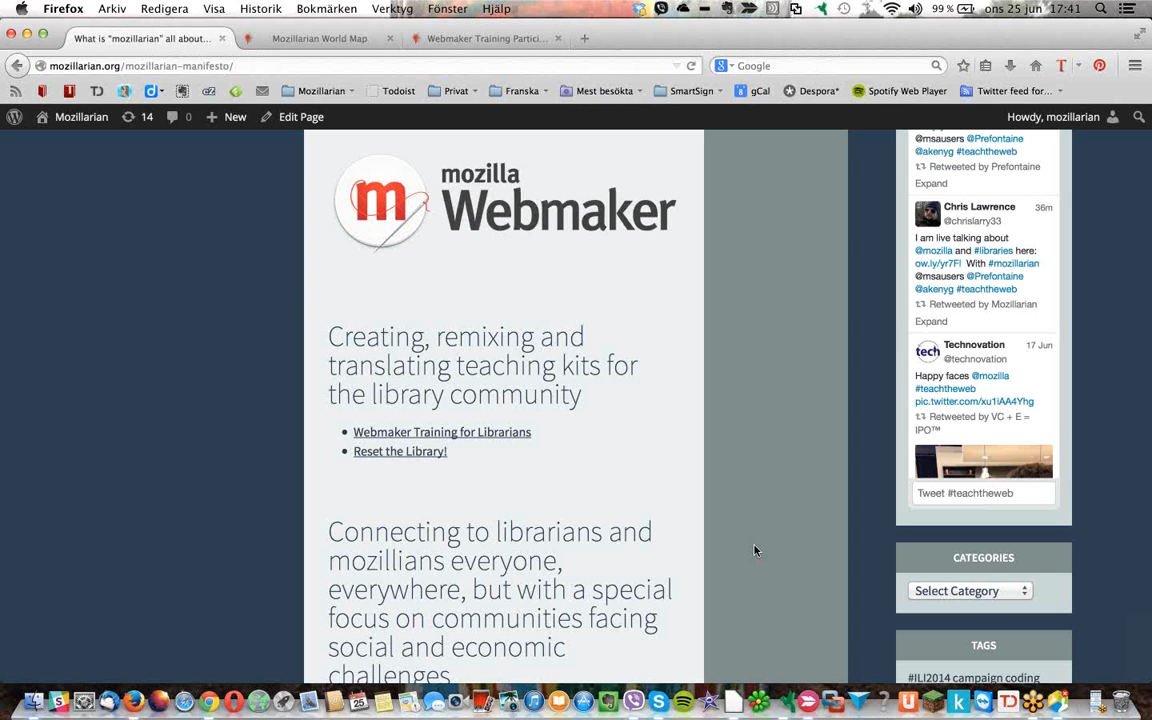 Firefox Arkiv Redigera Visa Historik Bokmärken Verktyg Fönster Hjälp 99 % ons 25 jun 17:41
What is “mozillarian” all about... Mozillarian World Map Webmaker Training Partici...
mozillarian.org/mozillarian-manifesto/ Google
Mozillarian Todoist Privat Franska Mest besökta SmartSign gCal Despora* Spotify Web Player Twitter feed for...
Mozillarian 14 0 New Edit Page Howdy, mozillarian
mozilla
Webmaker
Creating, remixing and
translating teaching kits for
the library community
Webmaker Training for Librarians
Reset the Library!
Connecting to librarians and
mozillians everyone,
everywhere, but with a special
focus on communities facing
social and economic
challenges
@msausers @Prefontaine
@akenyg #teachtheweb
Retweeted by Prefontaine
Expand
Chris Lawrence 36m
@chrislarry33
I am live talking about
@mozilla and #libraries here:
ow.ly/yr7Fl With #mozillarian
@msausers @Prefontaine
@akenyg #teachtheweb
Retweeted by Mozillarian
Expand
tech
Technovation 17 Jun
@technovation
Happy faces @mozilla
#teachtheweb
pic.twitter.com/xu1lAA4Yhg
Retweeted by VC + E =
IPO™
Tweet #teachtheweb
CATEGORIES
Select Category
TAGS
#ILI2014 campaign coding